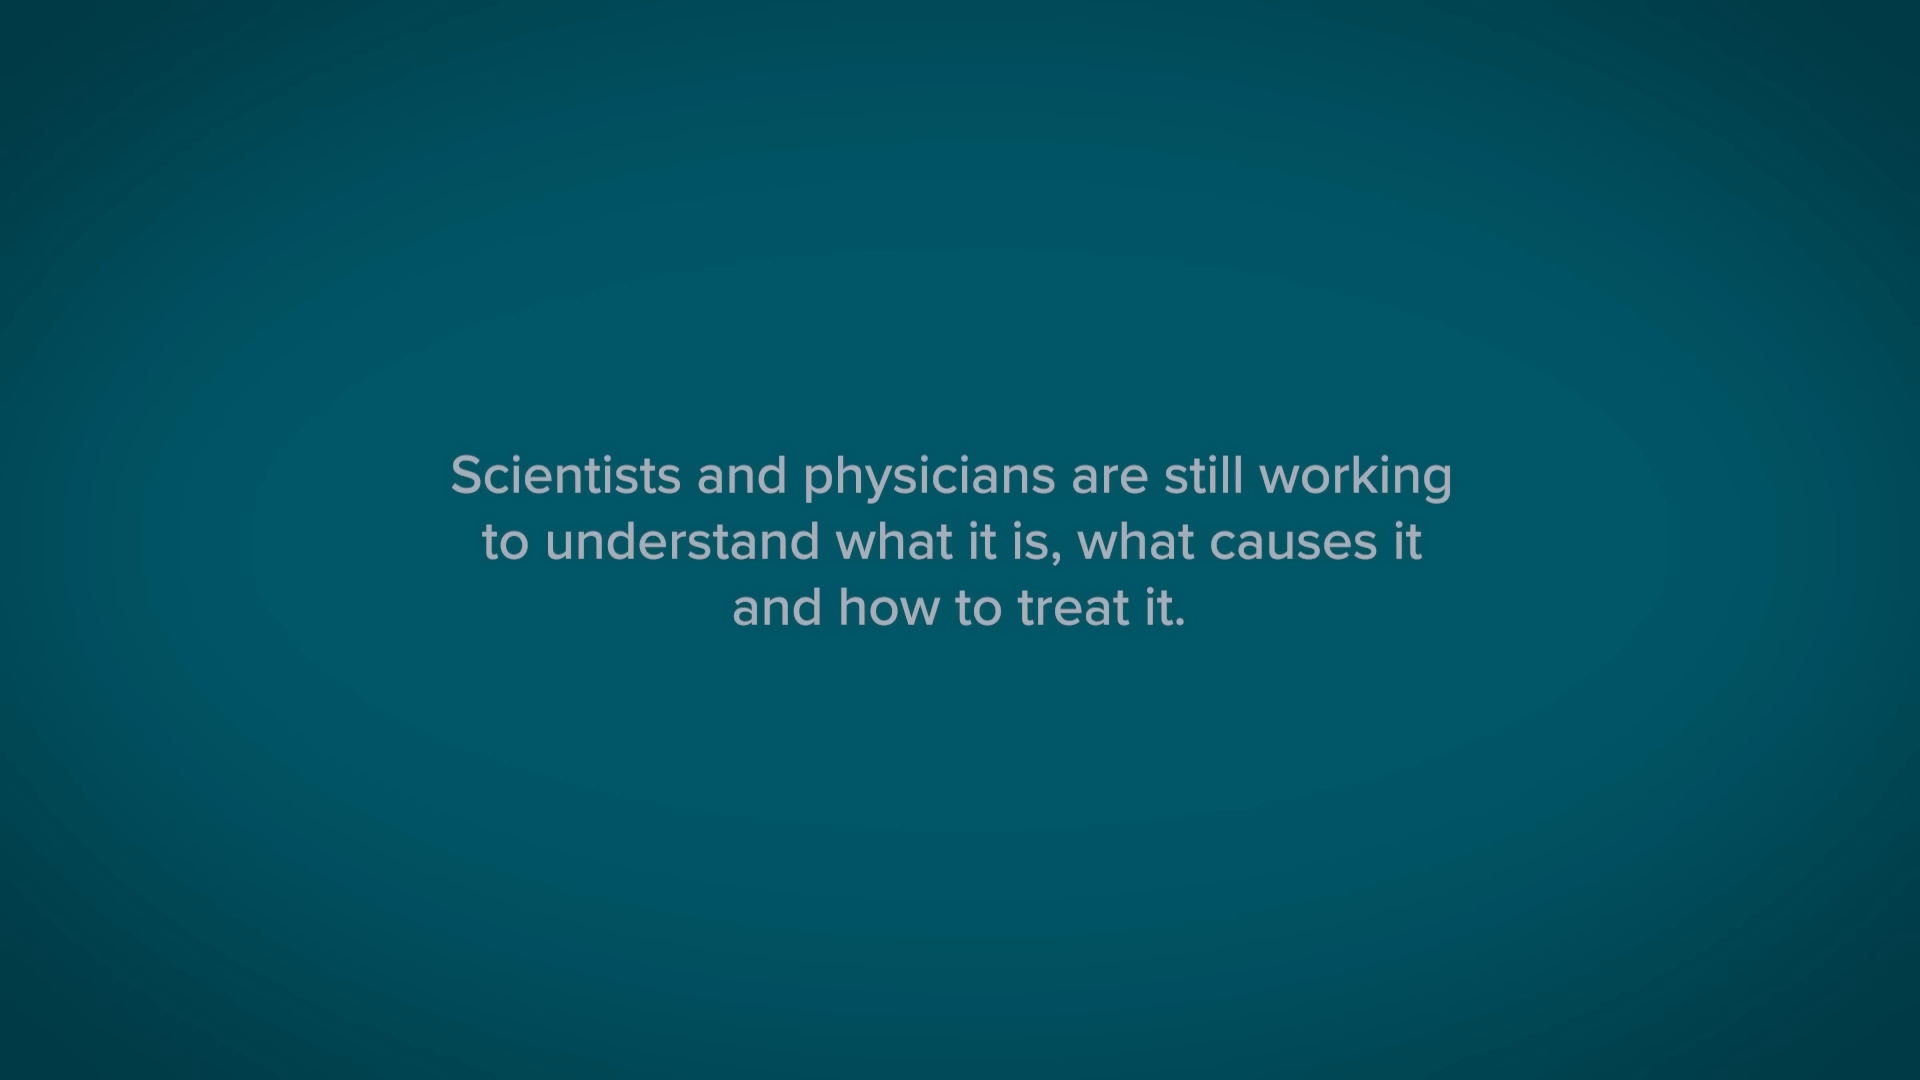 Scientists and physicians are still working
to understand what it is, what causes it
and how to treat it.